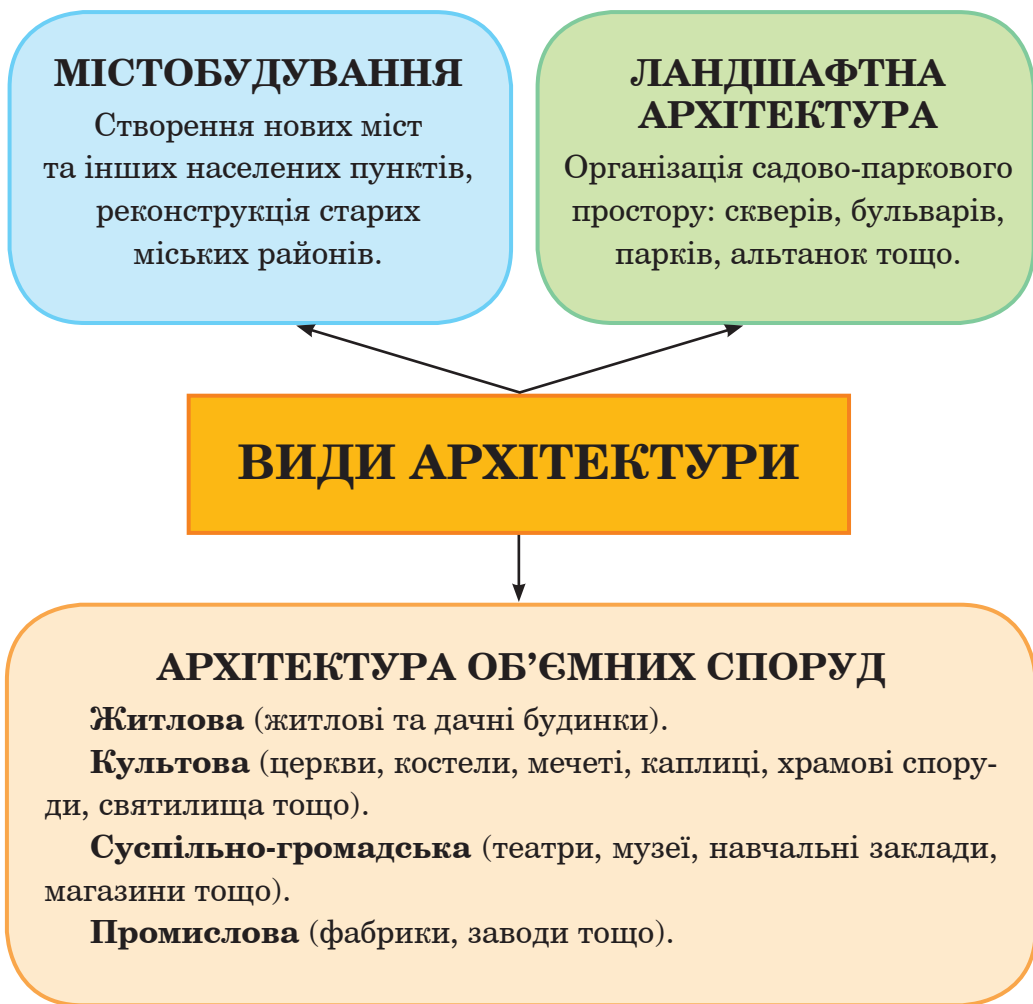 МІСТОБУДУВАННЯ
Створення нових міст
та інших населених пунктів,
реконструкція старих
міських районів.
ЛАНДШАФТНА
АРХІТЕКТУРА
Організація садово-паркового
простору: скверів, бульварів,
парків, альтанок тощо.
ВИДИ АРХІТЕКТУРИ
АРХІТЕКТУРА ОБ’ЄМНИХ СПОРУД
Житлова (житлові та дачні будинки).
Культова (церкви, костели, мечеті, каплиці, храмові спору-
ди, святилища тощо).
Суспільно-громадська (театри, музеї, навчальні заклади,
магазини тощо).
Промислова (фабрики, заводи тощо).